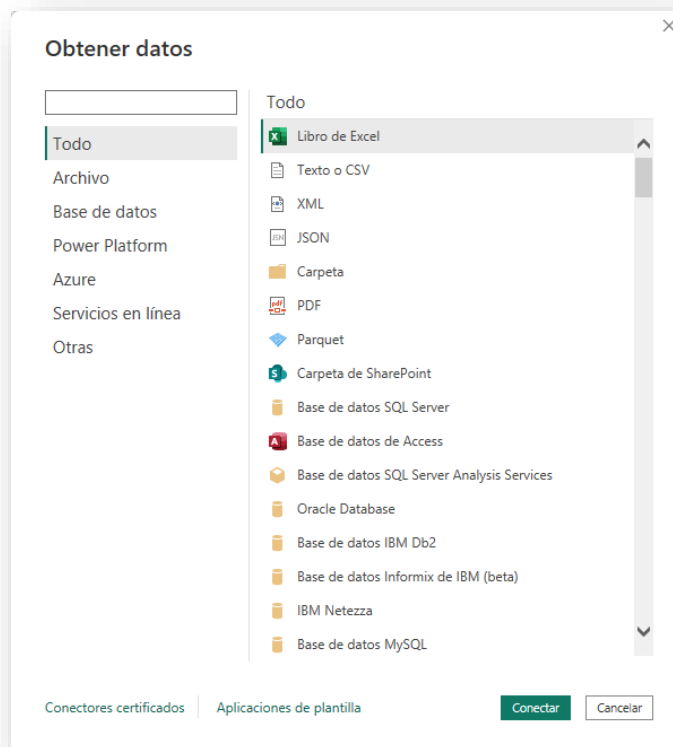 Obtener datos
Todo
Archivo
Base de datos
Power Platform
Azure
Servicios en línea
Otras
Todo
Libro de Excel
Texto o CSV
XML
JSON
Carpeta
PDF
Parquet
Carpeta de SharePoint
Base de datos SQL Server
Base de datos de Access
Base de datos SQL Server Analysis Services
Oracle Database
Base de datos IBM Db2
Base de datos Informix de IBM (beta)
IBM Netezza
Base de datos MySQL
Conectores certificados
Aplicaciones de plantilla
Conectar
Cancelar